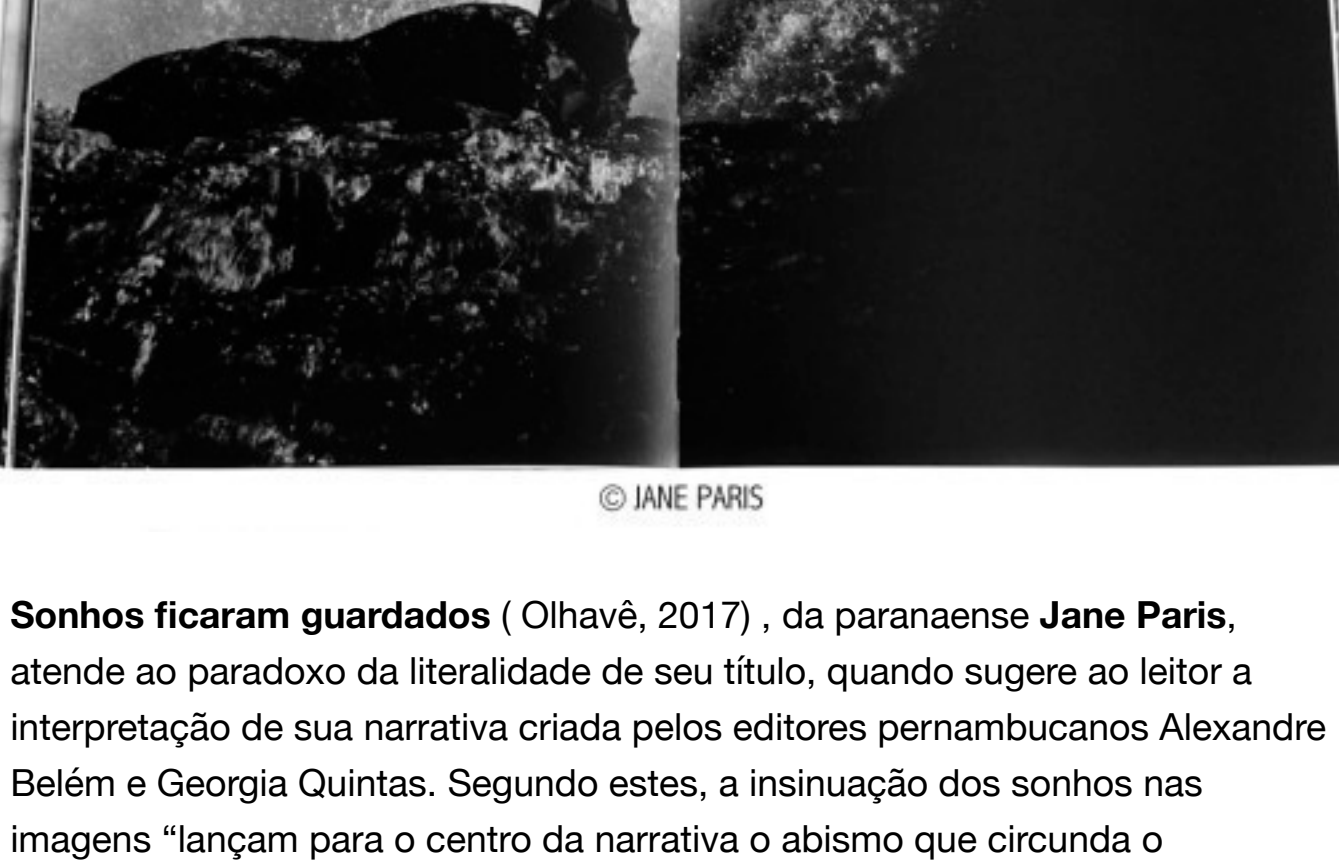 © JANE PARIS
Sonhos ficaram guardados ( Olhavê, 2017) , da paranaense Jane Paris,
atende ao paradoxo da literalidade de seu título, quando sugere ao leitor a
interpretação de sua narrativa criada pelos editores pernambucanos Alexandre
Belém e Georgia Quintas. Segundo estes, a insinuação dos sonhos nas
imagens “lançam para o centro da narrativa o abismo que circunda o